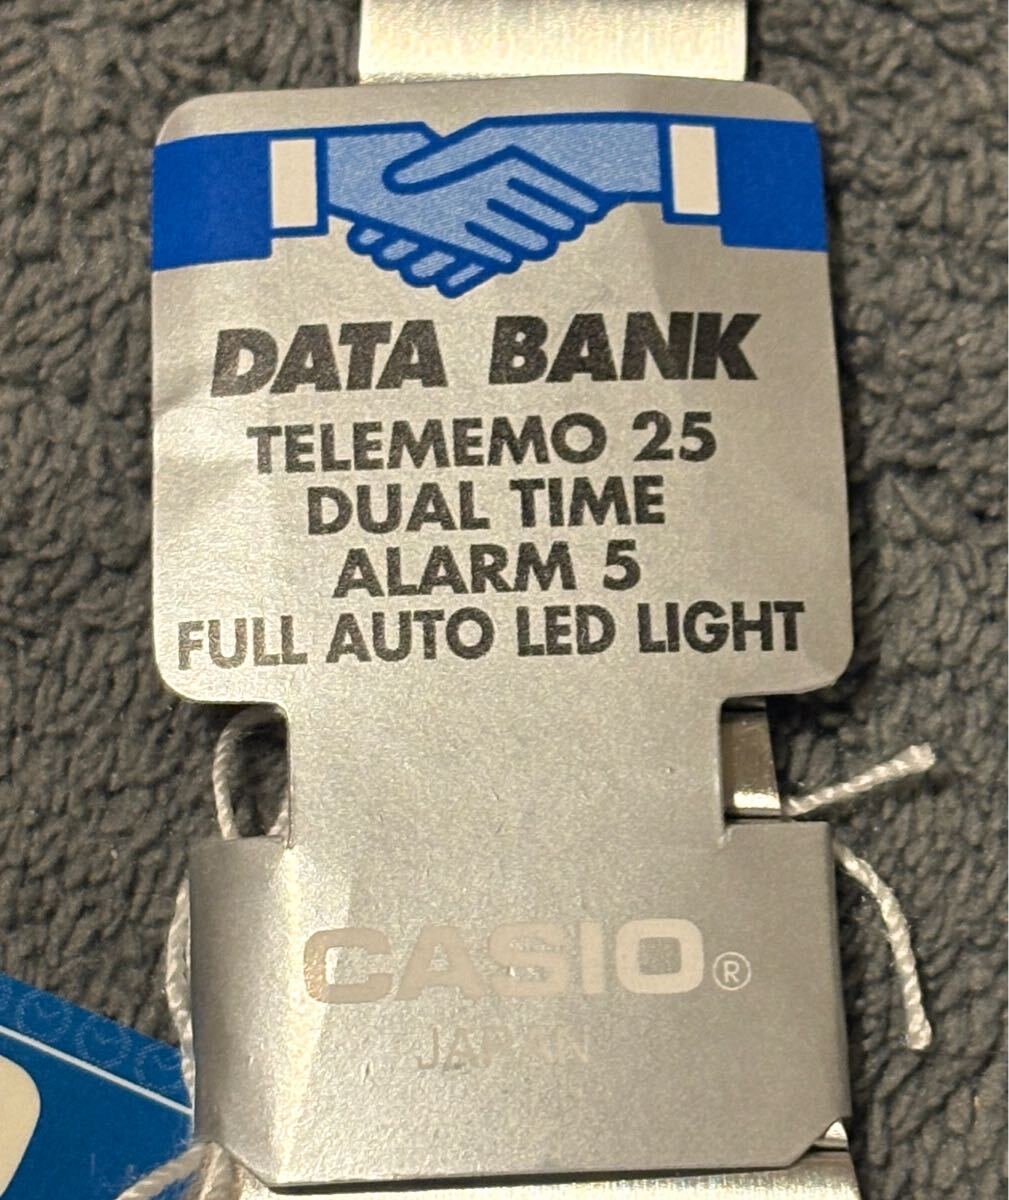 DATA BANK
TELEMEMO 25
DUAL TIME
ALARM 5
FULL AUTO LED LIGHT
CASIO®
JAPAN